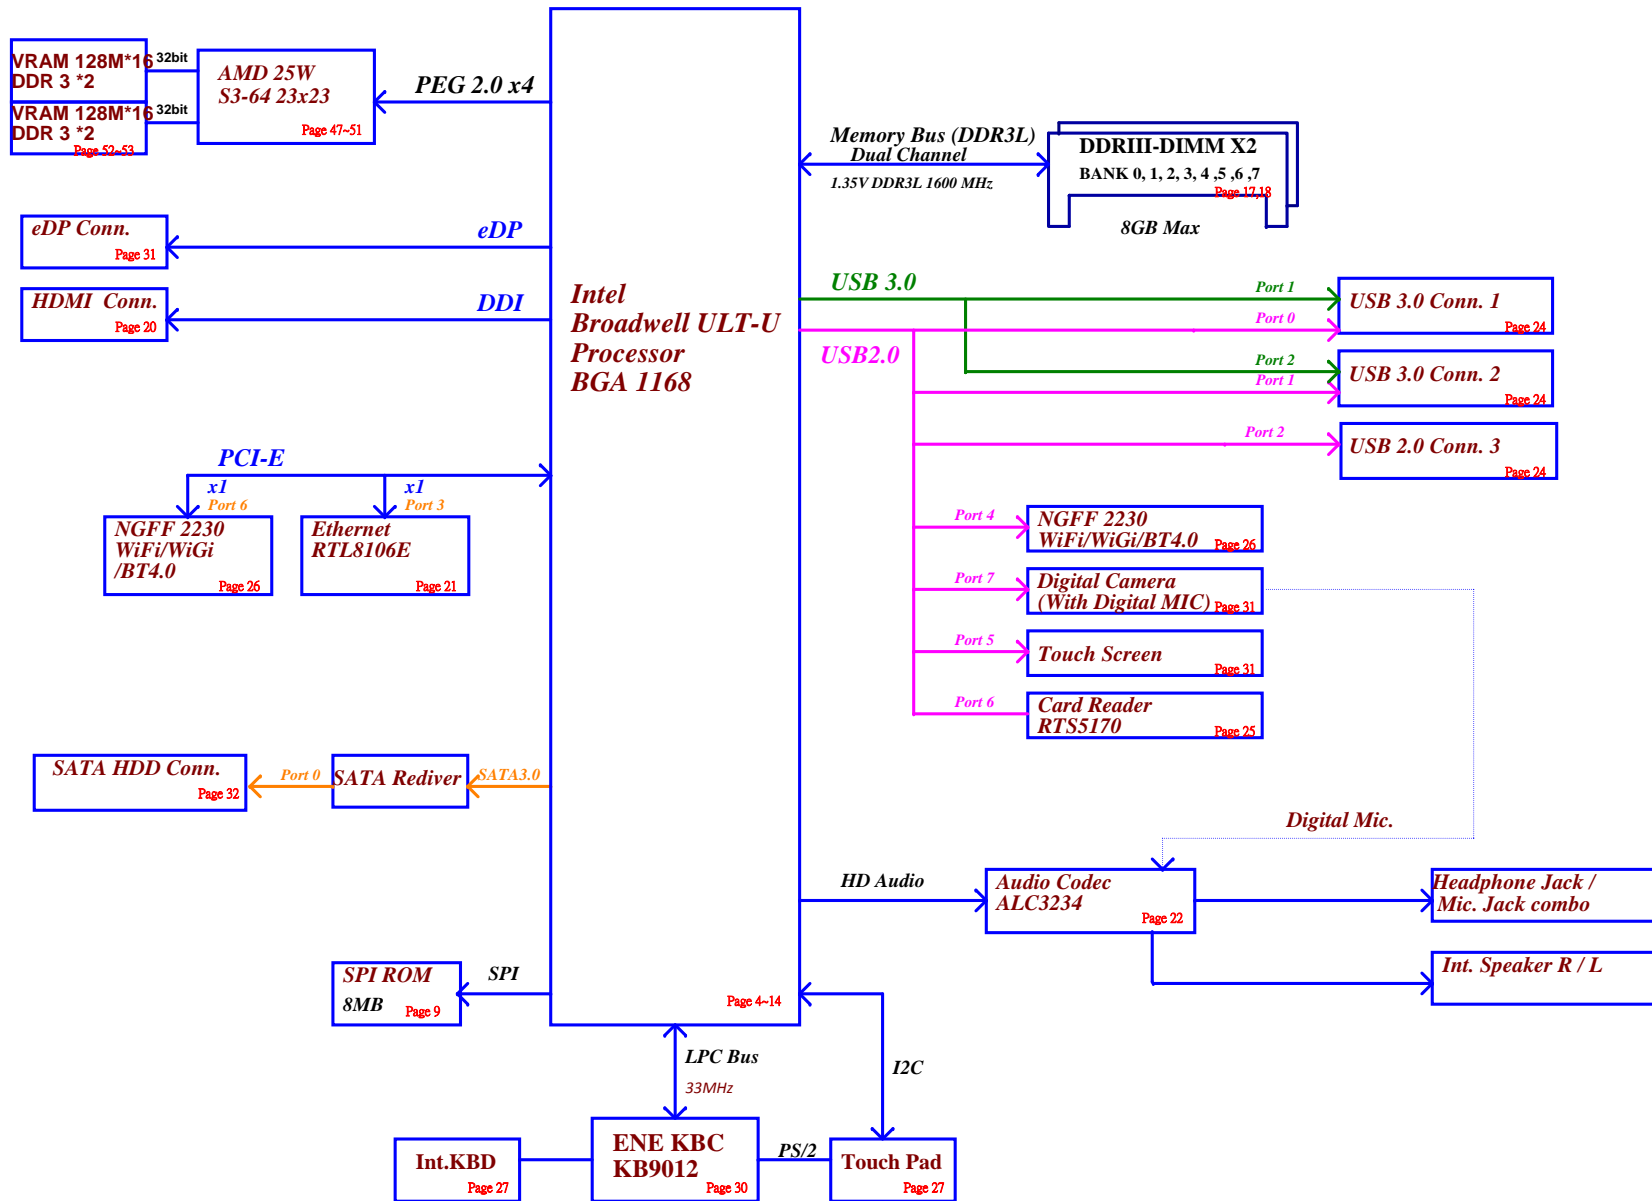 VRAM 128M*16
DDR 3 *2
32bit
VRAM 128M*16
DDR 3 *2
32bit
Page 52~53
AMD 25W
S3-64 23x23
Page 47~51
PEG 2.0 x4
Memory Bus (DDR3L)
Dual Channel
1.35V DDR3L 1600 MHz
DDRIII-DIMM X2
BANK 0, 1, 2, 3, 4 ,5 ,6 ,7
Page 17,18
8GB Max
eDP Conn.
Page 31
eDP
HDMI  Conn.
Page 20
DDI
Intel
Broadwell ULT-U
Processor
BGA 1168
Page 4~14
USB 3.0
Port 1
USB 3.0 Conn. 1
Page 24
Port 0
USB2.0
Port 2
Port 1
USB 3.0 Conn. 2
Page 24
Port 2
USB 2.0 Conn. 3
Page 24
PCI-E
x1
Port 6
x1
Port 3
NGFF 2230
WiFi/WiGi
/BT4.0
Page 26
Ethernet
RTL8106E
Page 21
Port 4
NGFF 2230
WiFi/WiGi/BT4.0
Page 26
Port 7
Digital Camera
(With Digital MIC)
Page 31
Port 5
Touch Screen
Page 31
Port 6
Card Reader
RTS5170
Page 25
SATA HDD Conn.
Page 32
Port 0
SATA Rediver
SATA3.0
Digital Mic.
HD Audio
Audio Codec
ALC3234
Page 22
Headphone Jack /
Mic. Jack combo
Int. Speaker R / L
SPI ROM
8MB
Page 9
SPI
LPC Bus
33MHz
I2C
Int.KBD
Page 27
ENE KBC
KB9012
Page 30
PS/2
Touch Pad
Page 27